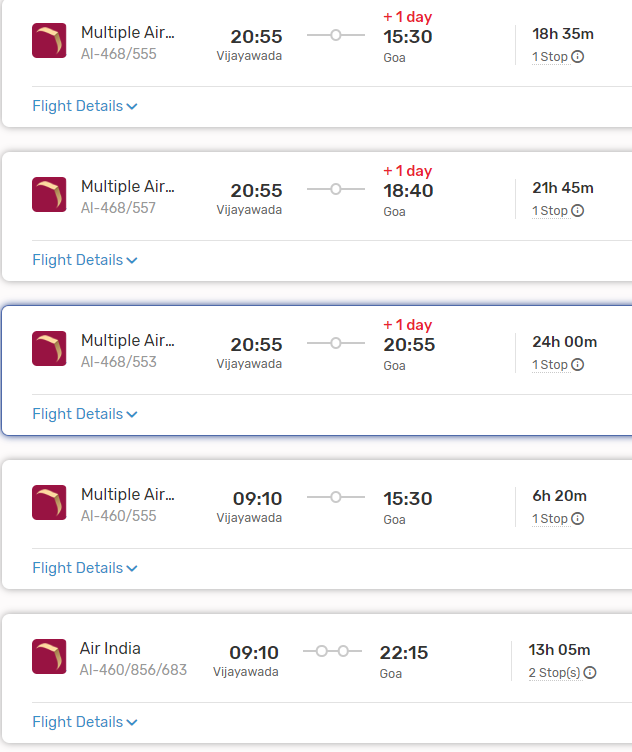 + 1 day
Multiple Air... 20:55 15:30 18h 35m
AI-468/555 Vijayawada Goa 1 Stop
Flight Details
+ 1 day
Multiple Air... 20:55 18:40 21h 45m
AI-468/557 Vijayawada Goa 1 Stop
Flight Details
+ 1 day
Multiple Air... 20:55 20:55 24h 00m
AI-468/553 Vijayawada Goa 1 Stop
Flight Details
Multiple Air... 09:10 15:30 6h 20m
AI-460/555 Vijayawada Goa 1 Stop
Flight Details
Air India 09:10 22:15 13h 05m
AI-460/856/683 Vijayawada Goa 2 Stop(s)
Flight Details